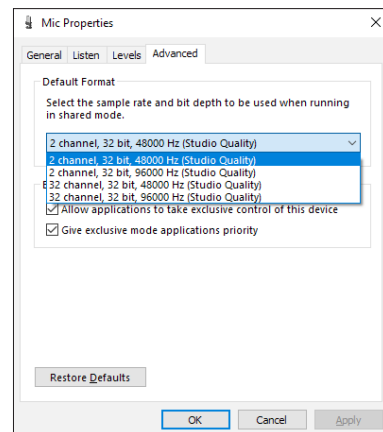 Mic Properties
General Listen Levels Advanced
Default Format
Select the sample rate and bit depth to be used when running
in shared mode.
2 channel, 32 bit, 48000 Hz (Studio Quality)
2 channel, 32 bit, 48000 Hz (Studio Quality)
2 channel, 32 bit, 96000 Hz (Studio Quality)
32 channel, 32 bit, 48000 Hz (Studio Quality)
32 channel, 32 bit, 96000 Hz (Studio Quality)
Allow applications to take exclusive control of this device
Give exclusive mode applications priority
Restore Defaults
OK Cancel Apply